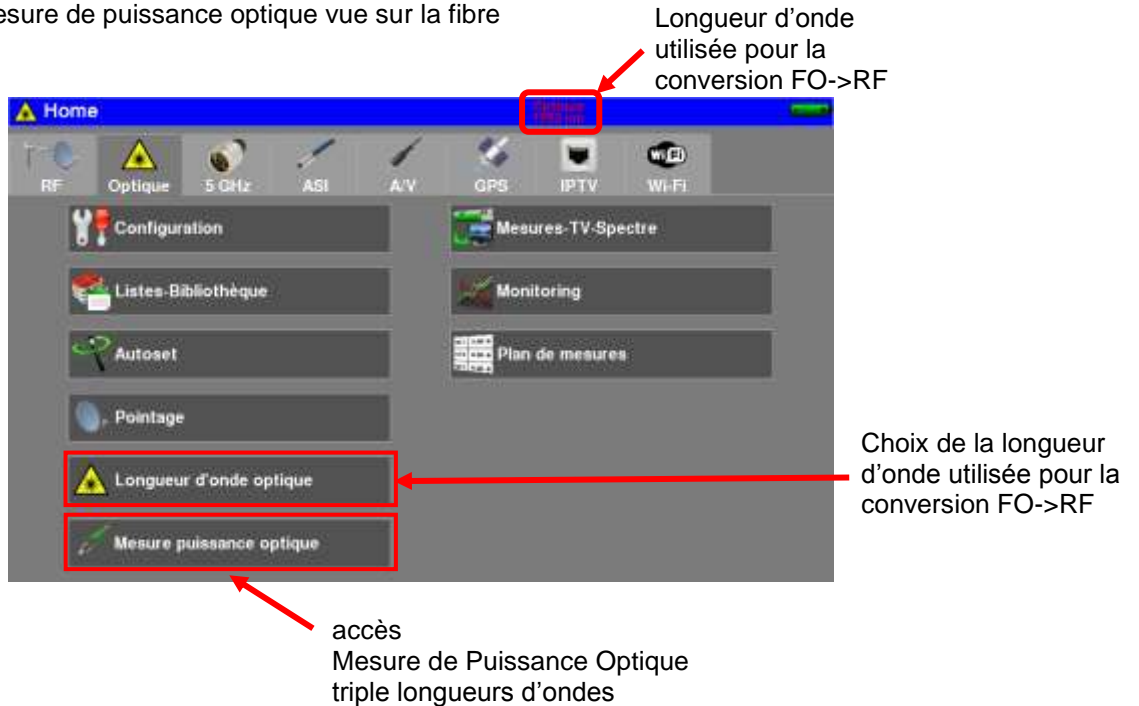 esure de puissance optique vue sur la fibre
Longueur d'onde
utilisée pour la
conversion FO->RF
Home
RF
Optique
5 GHz
ASI
A/V
GPS
IPTV
Wi-Fi
Configuration
Mesures-TV-Spectre
Listes-Bibliothèque
Monitoring
Autoset
Plan de mesures
Pointage
Longueur d'onde optique
Choix de la longueur
d'onde utilisée pour la
conversion FO->RF
Mesure puissance optique
accès
Mesure de Puissance Optique
triple longueurs d'ondes